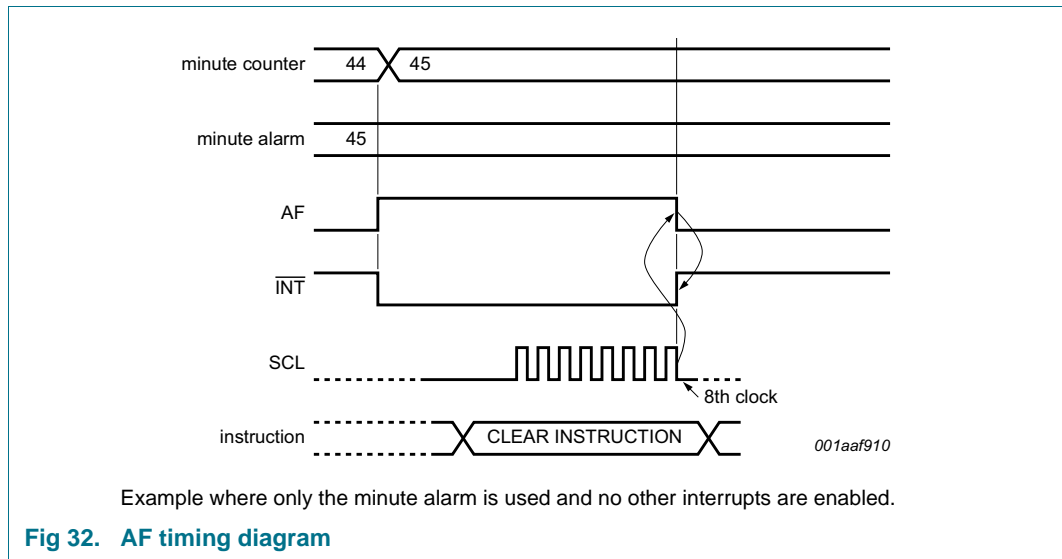 minute counter 44 45
minute alarm 45
AF
INT
SCL
8th clock
instruction CLEAR INSTRUCTION
001aaf910
Example where only the minute alarm is used and no other interrupts are enabled.
Fig 32. AF timing diagram